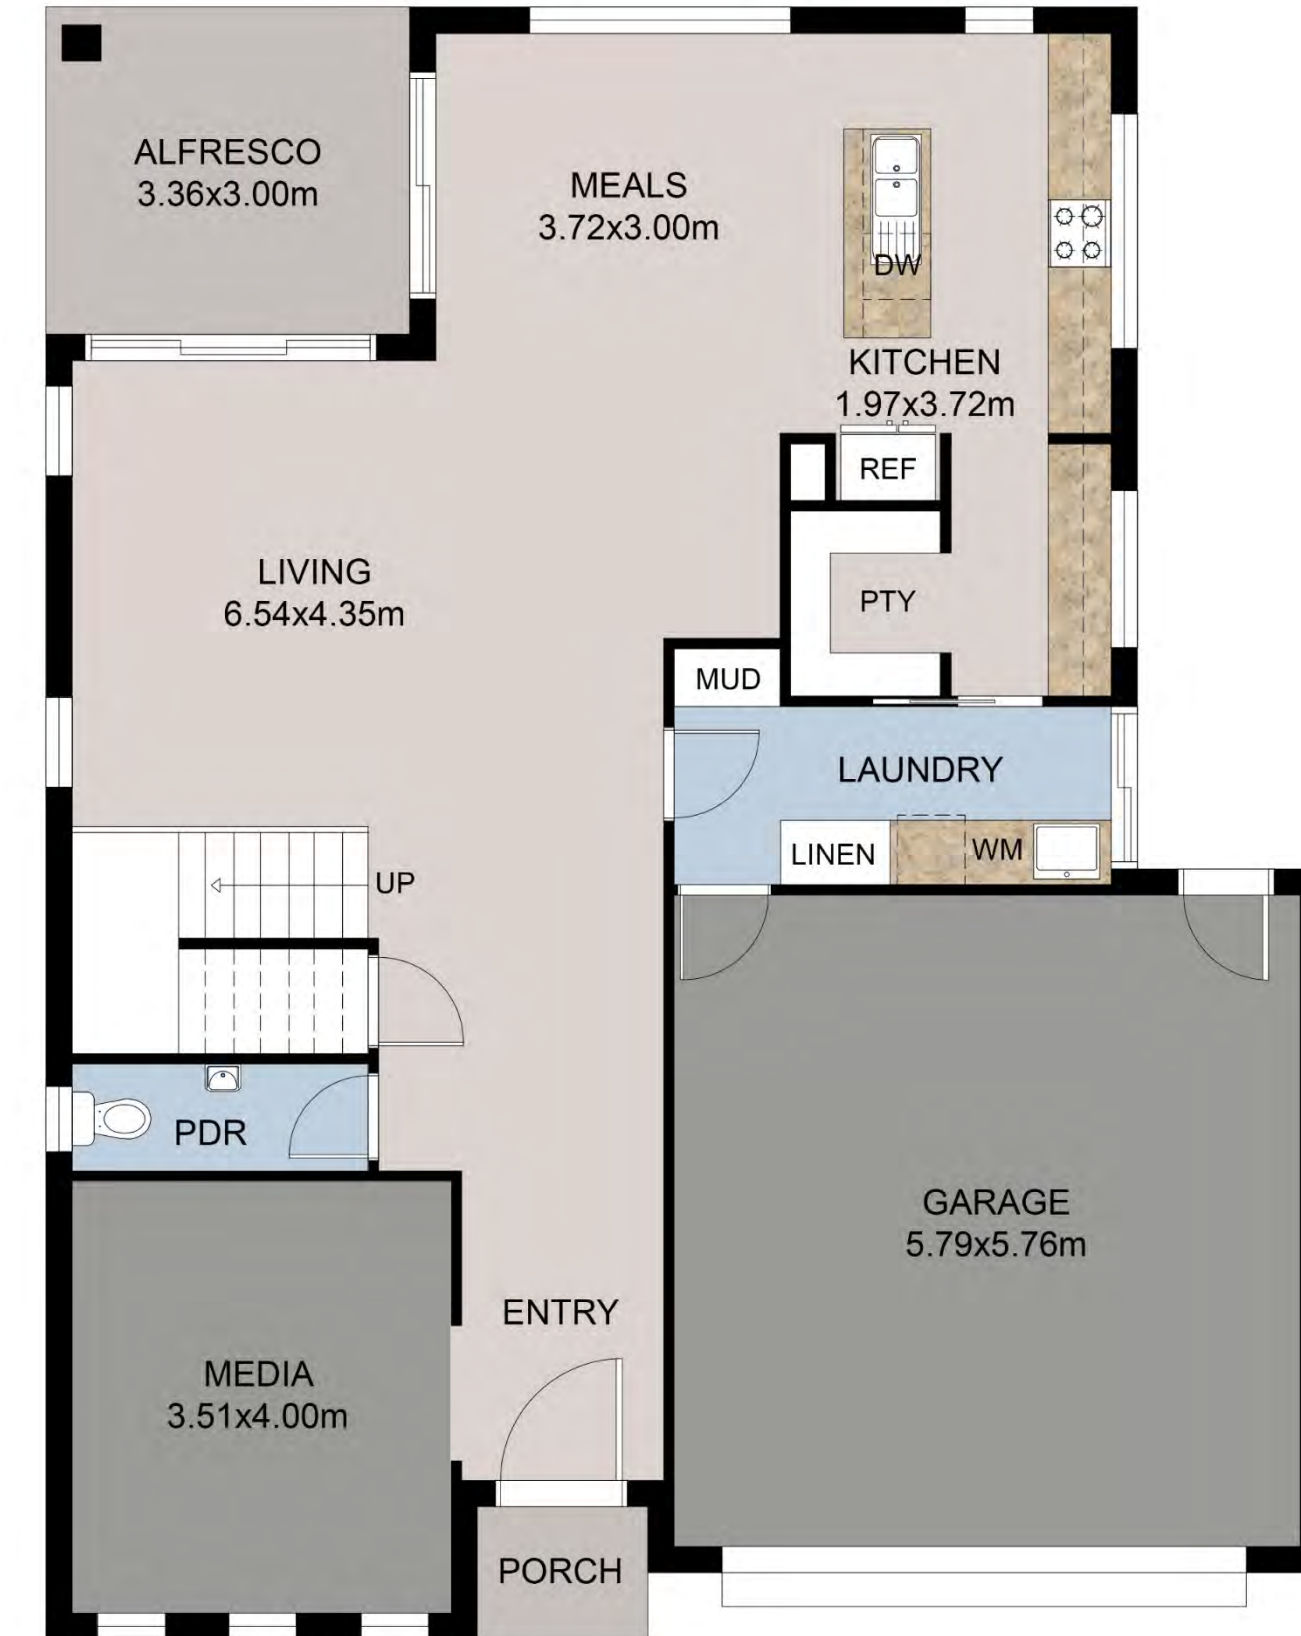 ALFRESCO
3.36x3.00m
MEALS
3.72x3.00m
DW
KITCHEN
1.97x3.72m
REF
LIVING
6.54x4.35m
PTY
MUD
LAUNDRY
LINEN
WM
UP
PDR
GARAGE
5.79x5.76m
ENTRY
MEDIA
3.51x4.00m
PORCH